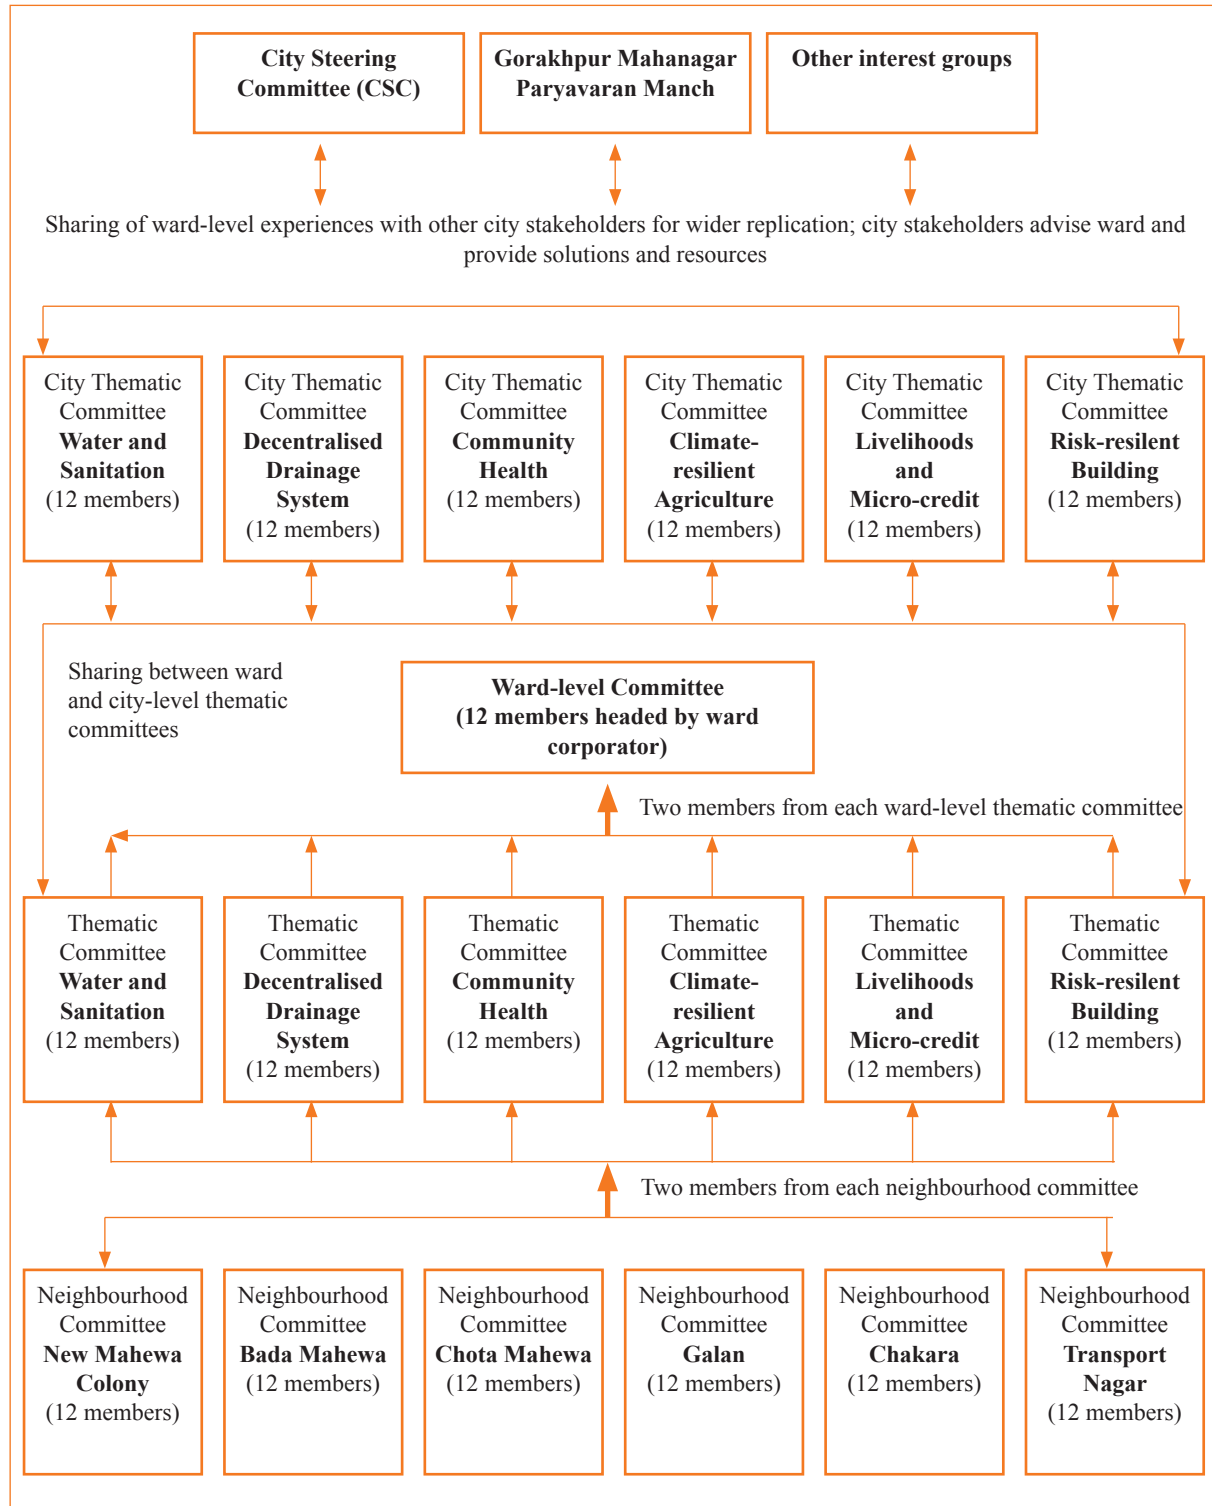 City Steering
Committee (CSC)
Gorakhpur Mahanagar
Paryavaran Manch
Other interest groups
Sharing of ward-level experiences with other city stakeholders for wider replication; city stakeholders advise ward and
provide solutions and resources
City Thematic
Committee
Water and
Sanitation
(12 members)
City Thematic
Committee
Decentralised
Drainage
System
(12 members)
City Thematic
Committee
Community
Health
(12 members)
City Thematic
Committee
Climate-
resilient
Agriculture
(12 members)
City Thematic
Committee
Livelihoods
and
Micro-credit
(12 members)
City Thematic
Committee
Risk-resilent
Building
(12 members)
Sharing between ward
and city-level thematic
committees
Ward-level Committee
(12 members headed by ward
corporator)
Two members from each ward-level thematic committee
Thematic
Committee
Water and
Sanitation
(12 members)
Thematic
Committee
Decentralised
Drainage
System
(12 members)
Thematic
Committee
Community
Health
(12 members)
Thematic
Committee
Climate-
resilient
Agriculture
(12 members)
Thematic
Committee
Livelihoods
and
Micro-credit
(12 members)
Thematic
Committee
Risk-resilent
Building
(12 members)
Two members from each neighbourhood committee
Neighbourhood
Committee
New Mahewa
Colony
(12 members)
Neighbourhood
Committee
Bada Mahewa
(12 members)
Neighbourhood
Committee
Chota Mahewa
(12 members)
Neighbourhood
Committee
Galan
(12 members)
Neighbourhood
Committee
Chakara
(12 members)
Neighbourhood
Committee
Transport
Nagar
(12 members)